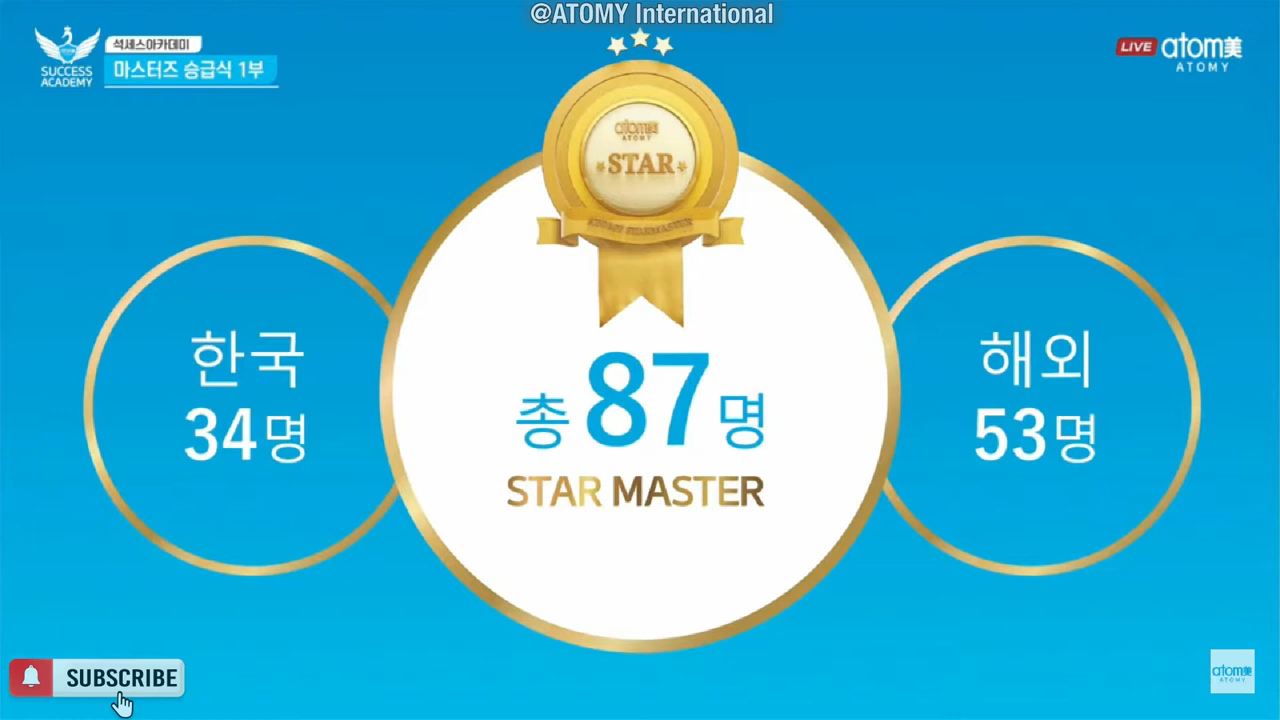 @ATOMY International
SUCCESS
ACADEMY
석세스아카데미
마스터즈 승급식 1부
LIVE
atom美
ATOMY
atom美
ATOMY
STAR
ATOMY STARMASTER
한국
34명
총 87명
STAR MASTER
해외
53명
SUBSCRIBE
atom美
ATOMY